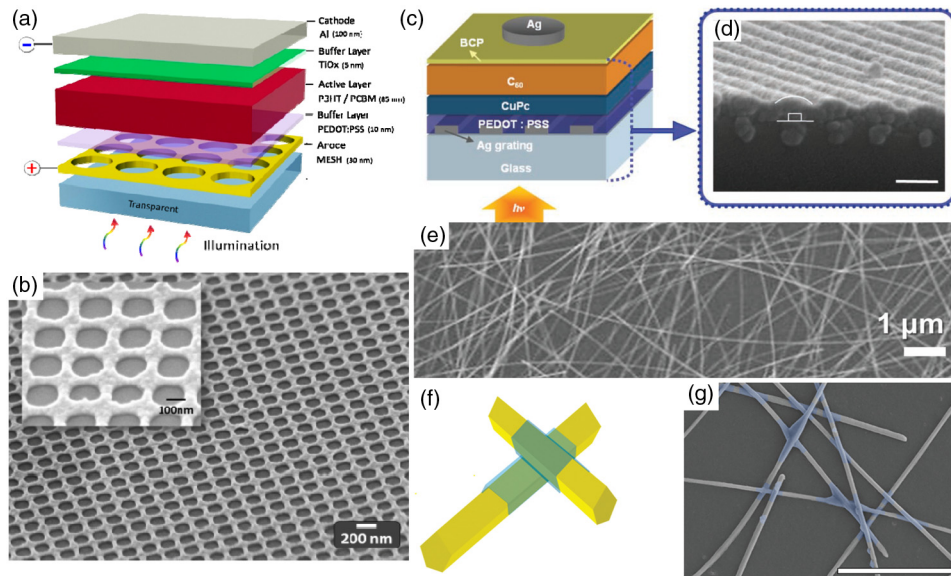 (a)
Cathode
Al (100 nm)
Buffer Layer
TiOx (5 nm)
Active Layer
P3HT / PCBM (85 nm)
Buffer Layer
PEDOT:PSS (10 nm)
Anode
MESH (30 nm)
Transparent
Illumination
(b)
100nm
200 nm
(c)
Ag
BCP
C60
CuPc
PEDOT : PSS
Ag grating
Glass
hν
(d)
(e)
1 μm
(f)
(g)